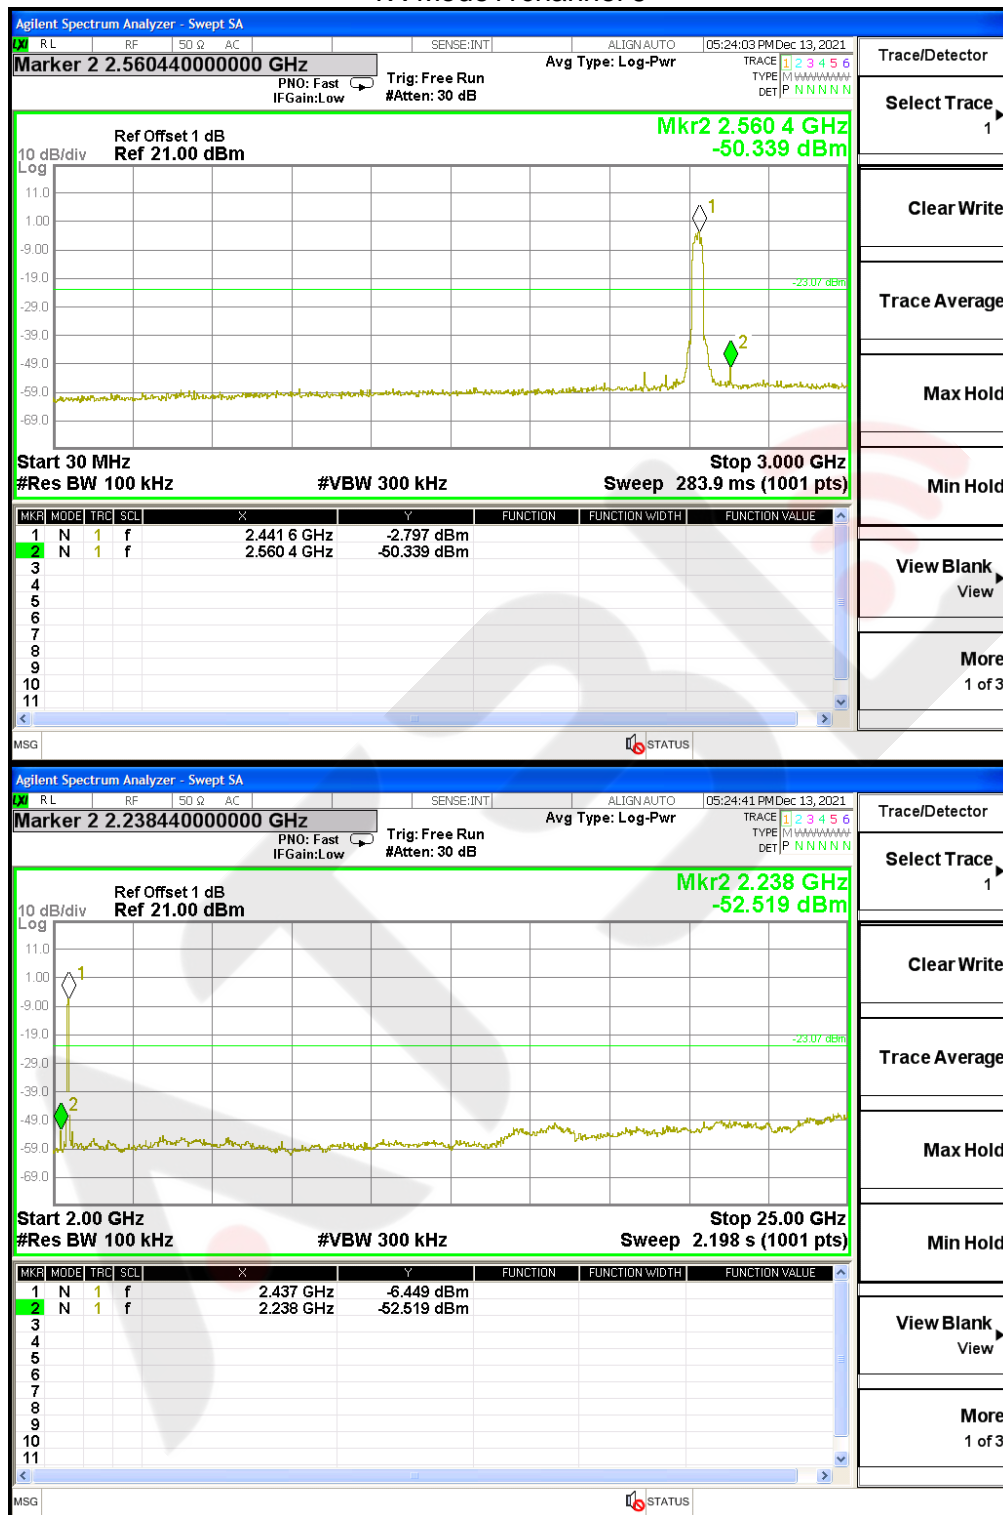 Agilent Spectrum Analyzer - Swept SA
LXI RL RF 50 Ω AC SENSE:INT ALIGNAUTO 05:24:03 PM Dec 13, 2021
Marker 2 2.560440000000 GHz
PNO: Fast
IFGain:Low
Trig: Free Run
#Atten: 30 dB
Avg Type: Log-Pwr
TRACE 1 2 3 4 5 6
TYPE M WWWWW
DET P N N N N N
Ref Offset 1 dB
10 dB/div Ref 21.00 dBm
Log
Mkr2 2.560 4 GHz
-50.339 dBm
11.0
1.00
-9.00
-19.0
-29.0
-39.0
-49.0
-59.0
-69.0
1
2
-23.07 dBm
Start 30 MHz Stop 3.000 GHz
#Res BW 100 kHz #VBW 300 kHz Sweep 283.9 ms (1001 pts)
MKR MODE TRC SCL X Y FUNCTION FUNCTION WIDTH FUNCTION VALUE
1 N 1 f 2.441 6 GHz -2.797 dBm
2 N 1 f 2.560 4 GHz -50.339 dBm
3
4
5
6
7
8
9
10
11
MSG STATUS
Trace/Detector
Select Trace
1
Clear Write
Trace Average
Max Hold
Min Hold
View Blank
View
More
1 of 3
Agilent Spectrum Analyzer - Swept SA
LXI RL RF 50 Ω AC SENSE:INT ALIGNAUTO 05:24:41 PM Dec 13, 2021
Marker 2 2.238440000000 GHz
PNO: Fast
IFGain:Low
Trig: Free Run
#Atten: 30 dB
Avg Type: Log-Pwr
TRACE 1 2 3 4 5 6
TYPE M WWWWW
DET P N N N N N
Ref Offset 1 dB
10 dB/div Ref 21.00 dBm
Log
Mkr2 2.238 GHz
-52.519 dBm
11.0
1.00
-9.00
-19.0
-29.0
-39.0
-49.0
-59.0
-69.0
1
2
-23.07 dBm
Start 2.00 GHz Stop 25.00 GHz
#Res BW 100 kHz #VBW 300 kHz Sweep 2.198 s (1001 pts)
MKR MODE TRC SCL X Y FUNCTION FUNCTION WIDTH FUNCTION VALUE
1 N 1 f 2.437 GHz -6.449 dBm
2 N 1 f 2.238 GHz -52.519 dBm
3
4
5
6
7
8
9
10
11
MSG STATUS
Trace/Detector
Select Trace
1
Clear Write
Trace Average
Max Hold
Min Hold
View Blank
View
More
1 of 3